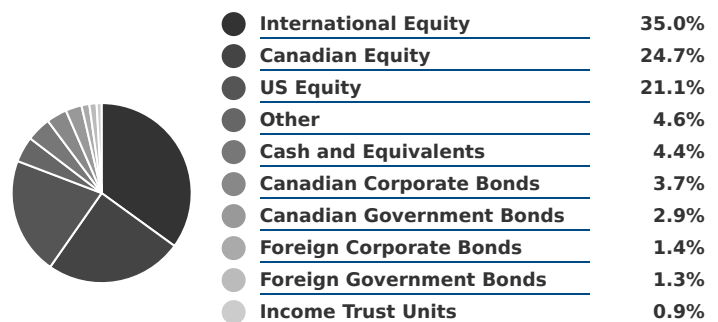 International Equity 35.0%
Canadian Equity 24.7%
US Equity 21.1%
Other 4.6%
Cash and Equivalents 4.4%
Canadian Corporate Bonds 3.7%
Canadian Government Bonds 2.9%
Foreign Corporate Bonds 1.4%
Foreign Government Bonds 1.3%
Income Trust Units 0.9%